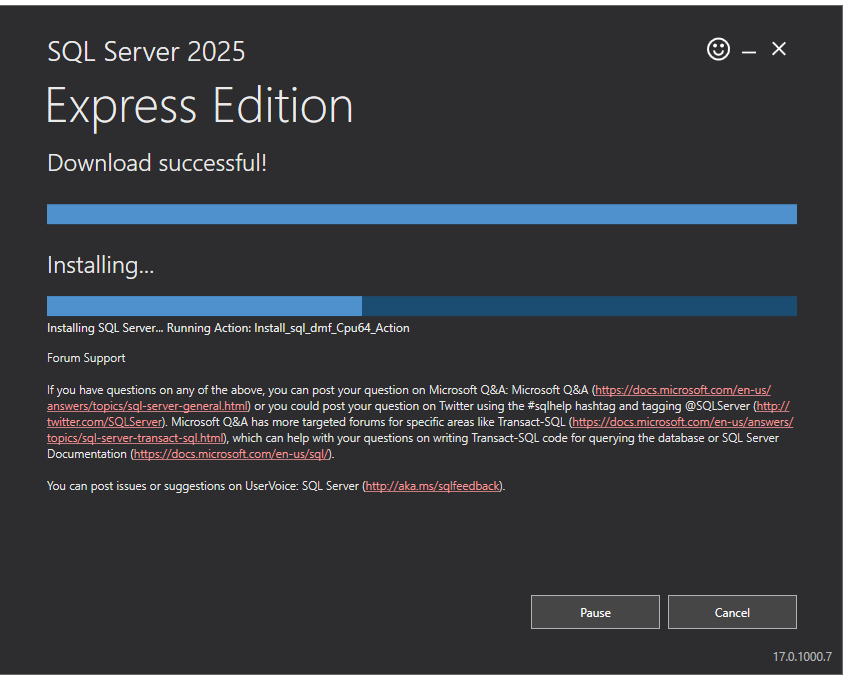 SQL Server 2025
Express Edition
Download successful!
Installing...
Installing SQL Server... Running Action: Install_sql_dmf_Cpu64_Action
Forum Support
If you have questions on any of the above, you can post your question on Microsoft Q&A: Microsoft Q&A (https://docs.microsoft.com/en-us/
answers/topics/sql-server-general.html) or you could post your question on Twitter using the #sqlhelp hashtag and tagging @SQLServer (http://
twitter.com/SQLServer). Microsoft Q&A has more targeted forums for specific areas like Transact-SQL (https://docs.microsoft.com/en-us/answers/
topics/sql-server-transact-sql.html), which can help with your questions on writing Transact-SQL code for querying the database or SQL Server
Documentation (https://docs.microsoft.com/en-us/sql/).
You can post issues or suggestions on UserVoice: SQL Server (http://aka.ms/sqlfeedback).
Pause
Cancel
17.0.1000.7